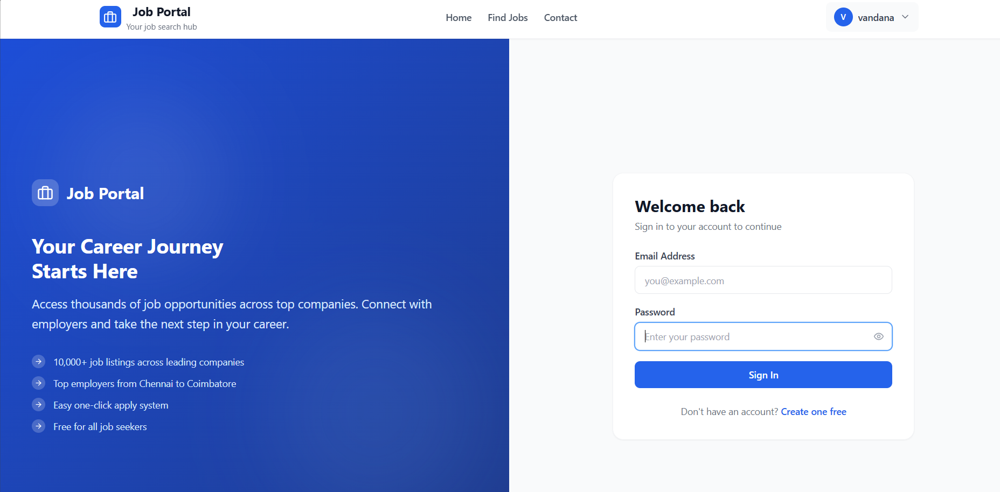 Job Portal
Your job search hub
Home
Find Jobs
Contact
V
vandana
Job Portal
Your Career Journey
Starts Here
Access thousands of job opportunities across top companies. Connect with
employers and take the next step in your career.
10,000+ job listings across leading companies
Top employers from Chennai to Coimbatore
Easy one-click apply system
Free for all job seekers
Welcome back
Sign in to your account to continue
Email Address
you@example.com
Password
Enter your password
Sign In
Don't have an account? Create one free